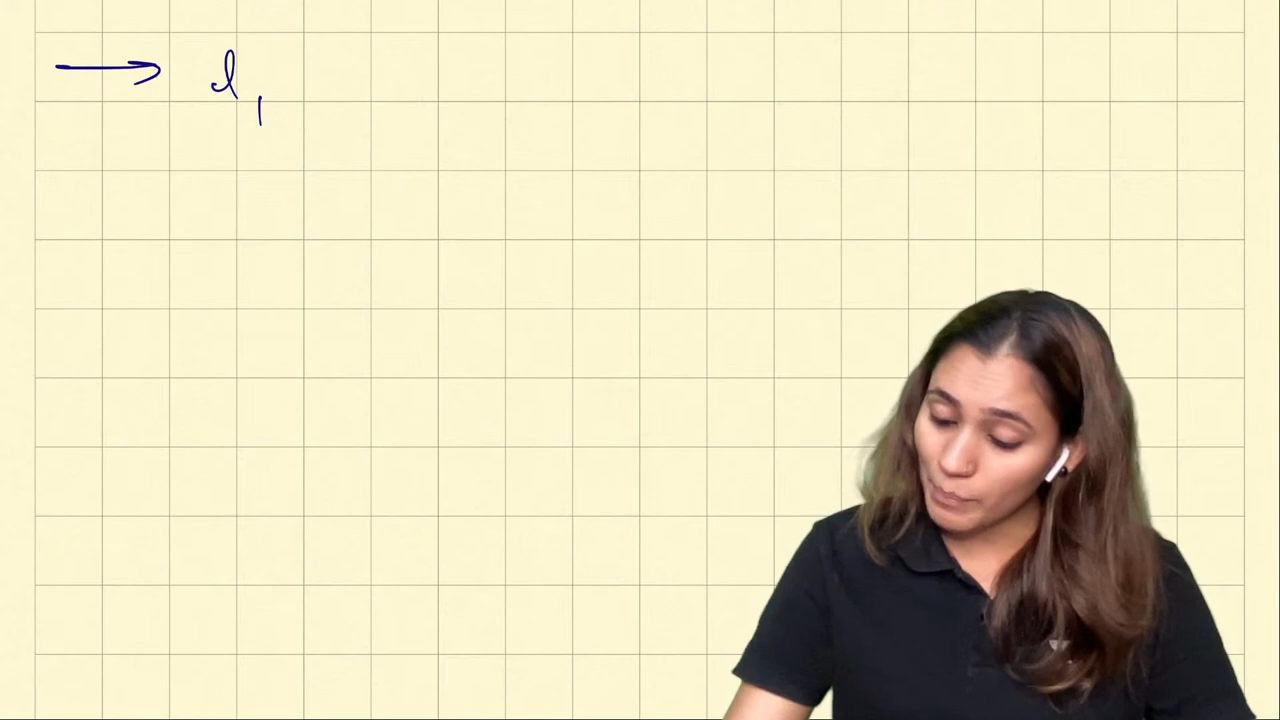 → l₁